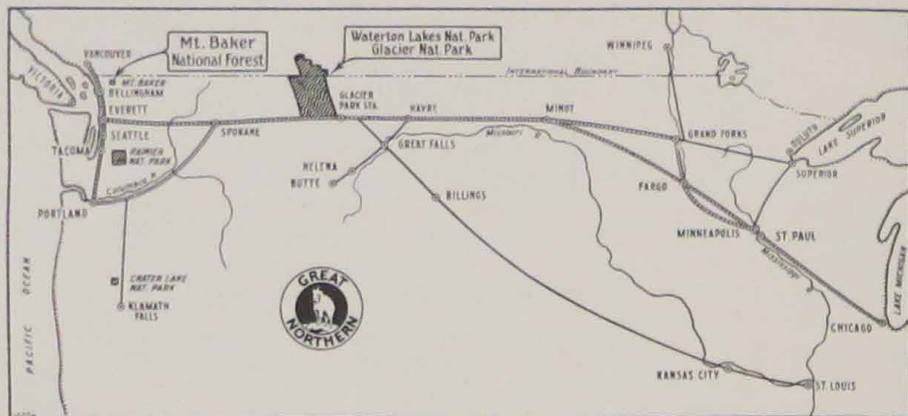 Mt. Baker
National Forest
Waterton Lakes Nat. Park
Glacier Nat. Park
WINNIPEG
VANCOUVER
VICTORIA
MT. BAKER
BELLINGHAM
INTERNATIONAL BOUNDARY
EVERETT
GLACIER
PARK STA.
HAVRE
MINOT
SEATTLE
SPOKANE
TACOMA
RAINIER
NAT. PARK
GREAT FALLS
MISSOURI
GRAND FORKS
DULUTH
LAKE SUPERIOR
SUPERIOR
HELENA
BUTTE
COLUMBIA R.
FARGO
PORTLAND
BILLINGS
MINNEAPOLIS
ST. PAUL
Mississippi
PACIFIC OCEAN
CRATER LAKE
NAT. PARK
KLAMATH
FALLS
GREAT
NORTHERN
LAKE MICHIGAN
CHICAGO
KANSAS CITY
ST. LOUIS